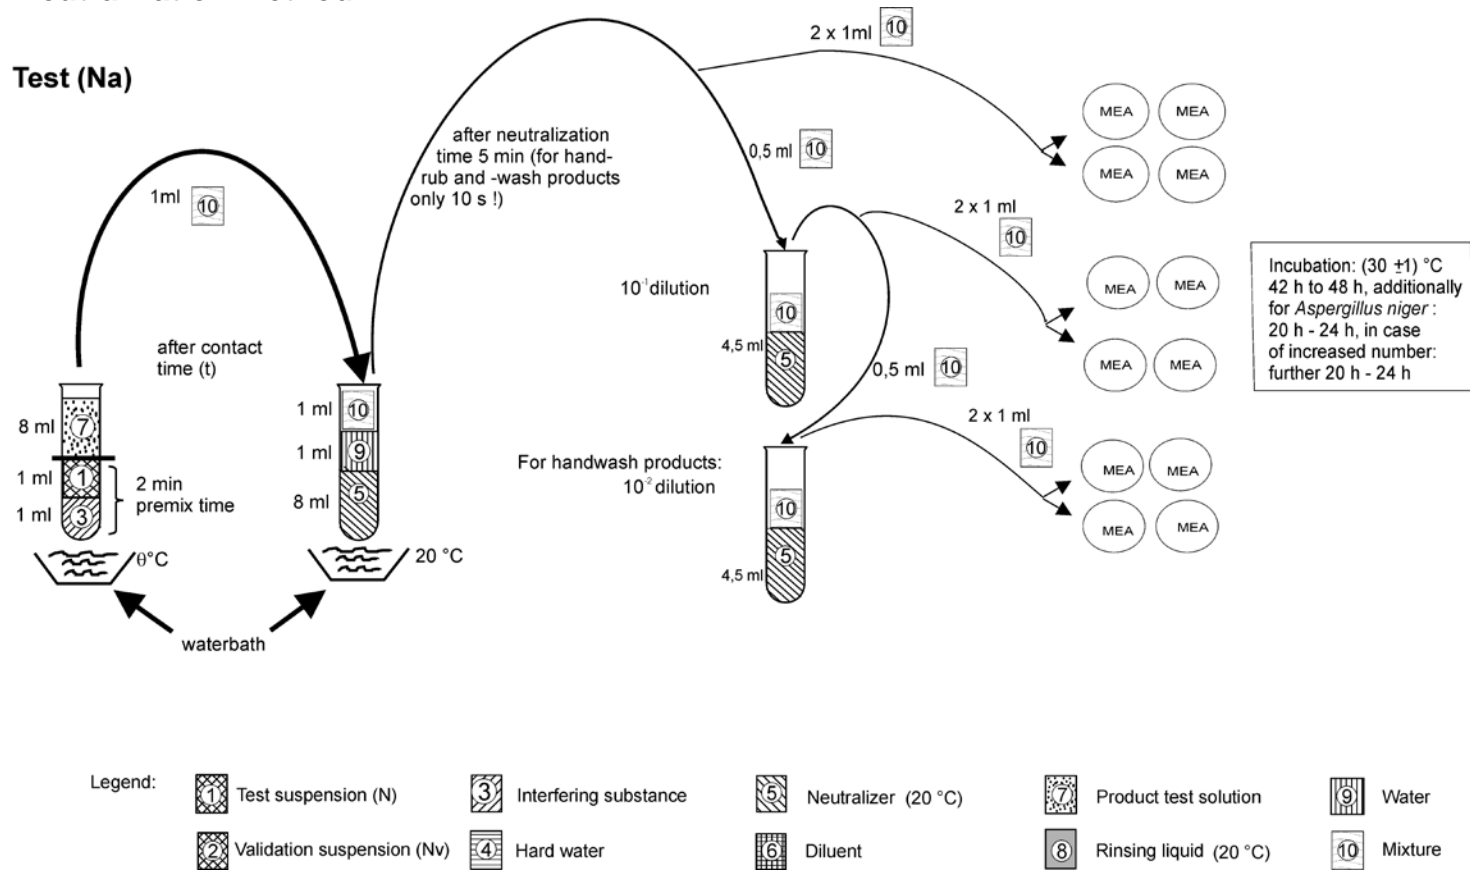 Test (Na)
2 x 1ml 10
MEA MEA
MEA MEA
after neutralization
time 5 min (for hand-
rub and -wash products
only 10 s !)
0,5 ml 10
1ml 10
2 x 1 ml
10
10⁻¹dilution
10
4,5 ml 5
MEA MEA
MEA MEA
Incubation: (30 ±1) °C
42 h to 48 h, additionally
for Aspergillus niger :
20 h - 24 h, in case
of increased number:
further 20 h - 24 h
after contact
time (t)
0,5 ml 10
8 ml 7
1 ml 1
1 ml 3
2 min
premix time
1 ml 10
1 ml 9
8 ml 5
2 x 1 ml
10
For handwash products:
10⁻² dilution
10
5
4,5 ml
MEA MEA
MEA MEA
θ°C
20 °C
waterbath
Legend:
1 Test suspension (N)
3 Interfering substance
5 Neutralizer (20 °C)
7 Product test solution
9 Water
2 Validation suspension (Nv)
4 Hard water
6 Diluent
8 Rinsing liquid (20 °C)
10 Mixture